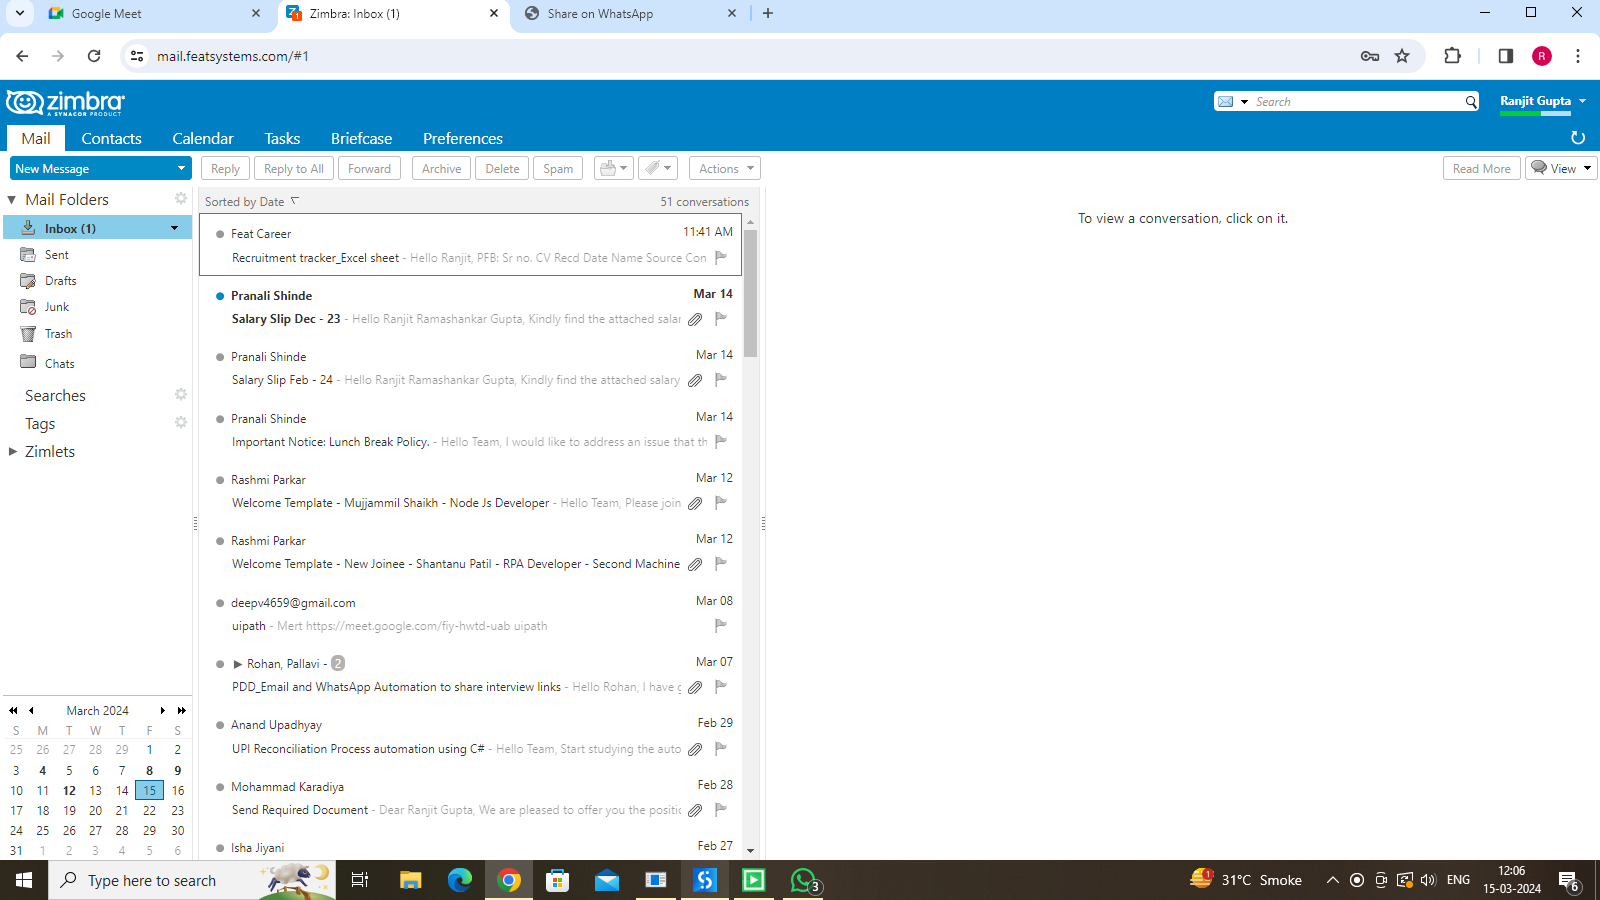 Google Meet
Zimbra: Inbox (1)
Share on WhatsApp
mail.featsystems.com/#1
R
zimbra
A SYNACOR PRODUCT
Search
Ranjit Gupta
Mail
Contacts
Calendar
Tasks
Briefcase
Preferences
New Message
Reply
Reply to All
Forward
Archive
Delete
Spam
Actions
Read More
View
Mail Folders
Inbox (1)
Sent
Drafts
Junk
Trash
Chats
Searches
Tags
Zimlets
Sorted by Date
51 conversations
Feat Career
11:41 AM
Recruitment tracker_Excel sheet - Hello Ranjit, PFB: Sr no. CV Recd Date Name Source Con
Pranali Shinde
Mar 14
Salary Slip Dec - 23 - Hello Ranjit Ramashankar Gupta, Kindly find the attached salar
Pranali Shinde
Mar 14
Salary Slip Feb - 24 - Hello Ranjit Ramashankar Gupta, Kindly find the attached salary
Pranali Shinde
Mar 14
Important Notice: Lunch Break Policy. - Hello Team, I would like to address an issue that th
Rashmi Parkar
Mar 12
Welcome Template - Mujjammil Shaikh - Node Js Developer - Hello Team, Please join
Rashmi Parkar
Mar 12
Welcome Template - New Joinee - Shantanu Patil - RPA Developer - Second Machine
deepv4659@gmail.com
Mar 08
uipath - Mert https://meet.google.com/fiy-hwtd-uab uipath
Rohan, Pallavi - 2
Mar 07
PDD_Email and WhatsApp Automation to share interview links - Hello Rohan, I have g
Anand Upadhyay
Feb 29
UPI Reconciliation Process automation using C# - Hello Team, Start studying the auto
Mohammad Karadiya
Feb 28
Send Required Document - Dear Ranjit Gupta, We are pleased to offer you the positic
Isha Jiyani
Feb 27
To view a conversation, click on it.
March 2024
S M T W T F S
25 26 27 28 29 1 2
3 4 5 6 7 8 9
10 11 12 13 14 15 16
17 18 19 20 21 22 23
24 25 26 27 28 29 30
31 1 2 3 4 5 6
Type here to search
3
1
31°C Smoke
ENG
12:06
15-03-2024
6